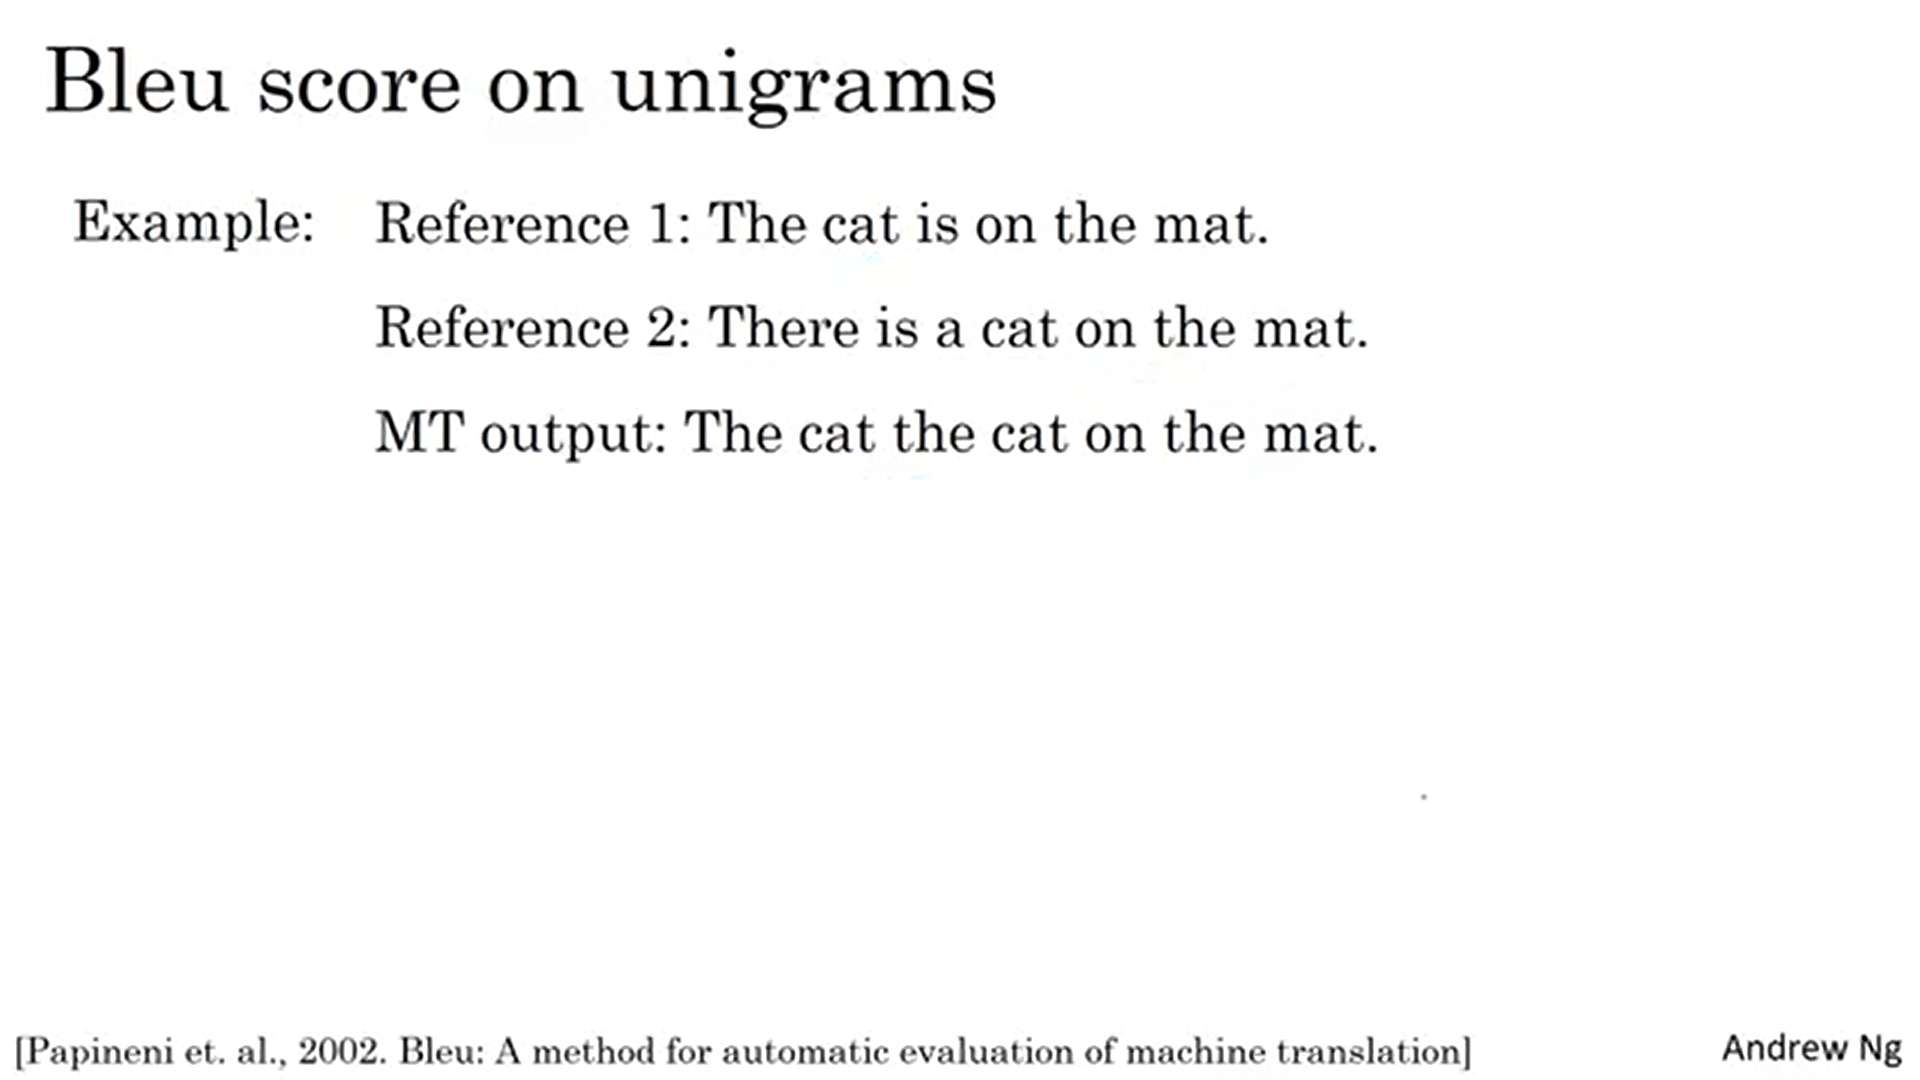 Bleu score on unigrams
Example: Reference 1: The cat is on the mat.
Reference 2: There is a cat on the mat.
MT output: The cat the cat on the mat.
[Papineni et. al., 2002. Bleu: A method for automatic evaluation of machine translation]
Andrew Ng